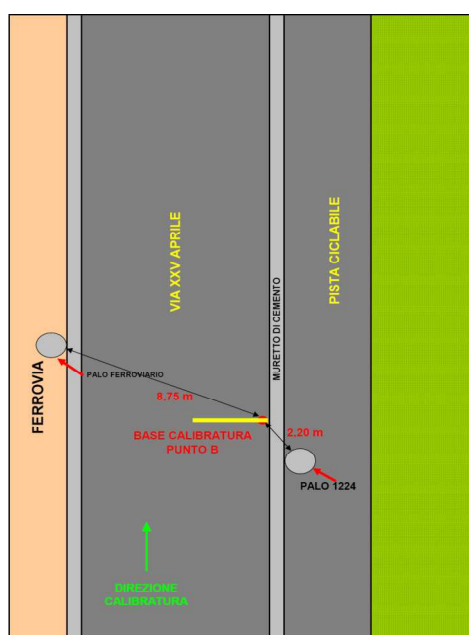 VIA XXV APRILE
PISTA CICLABILE
MURETTO DI CEMENTO
FERROVIA
PALO FERROVIARIO
8.75 m
BASE CALIBRATURA
PUNTO B
2.20 m
PALO 1224
DIREZIONE
CALIBRATURA